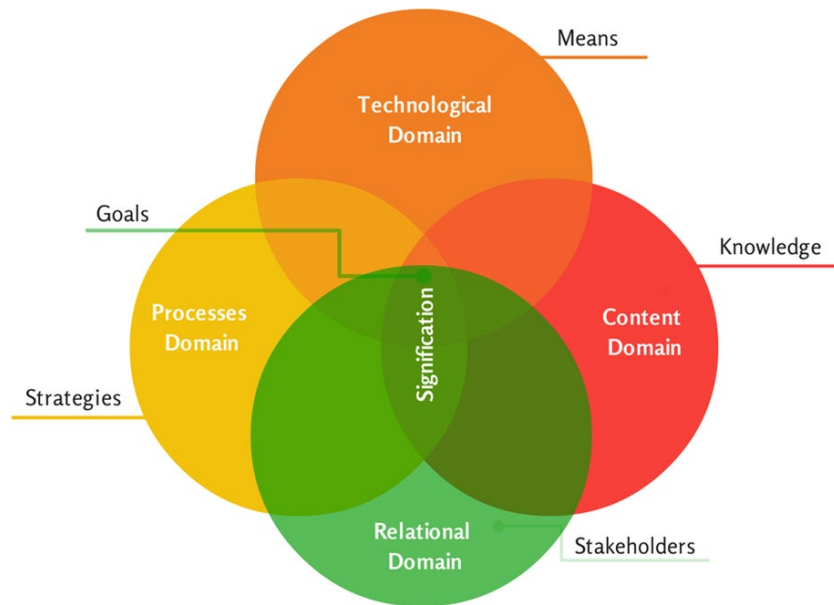 Means
Technological
Domain
Goals
Knowledge
Processes
Domain
Content
Domain
Signification
Strategies
Relational
Domain
Stakeholders